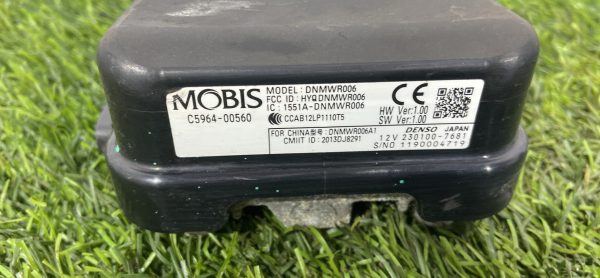 MOBIS
C5964-00560
MODEL: DNMWR006
FCC ID: HYQDNMWR006
IC: 1551A-DNMWR006
CCAB12LP1110T5
CE
HW Ver:1.00
SW Ver:1.00
FOR CHINA型号: DNMWR006A1
CMIIT ID: 2013DJ8291
DENSO JAPAN
12V 230100-7681
S/NO 1190004719